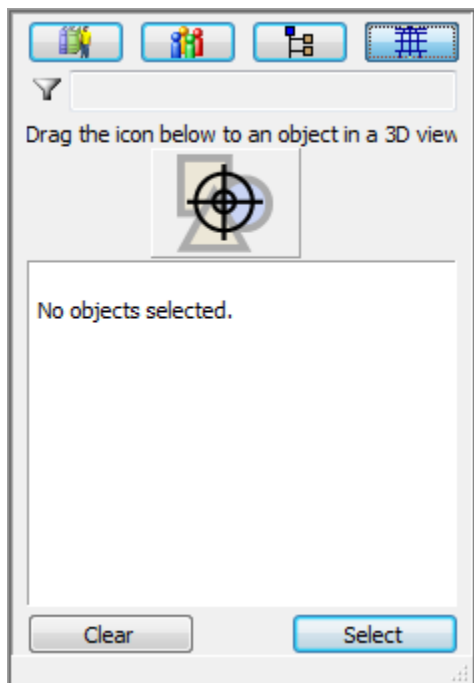 Drag the icon below to an object in a 3D view
No objects selected.
Clear
Select